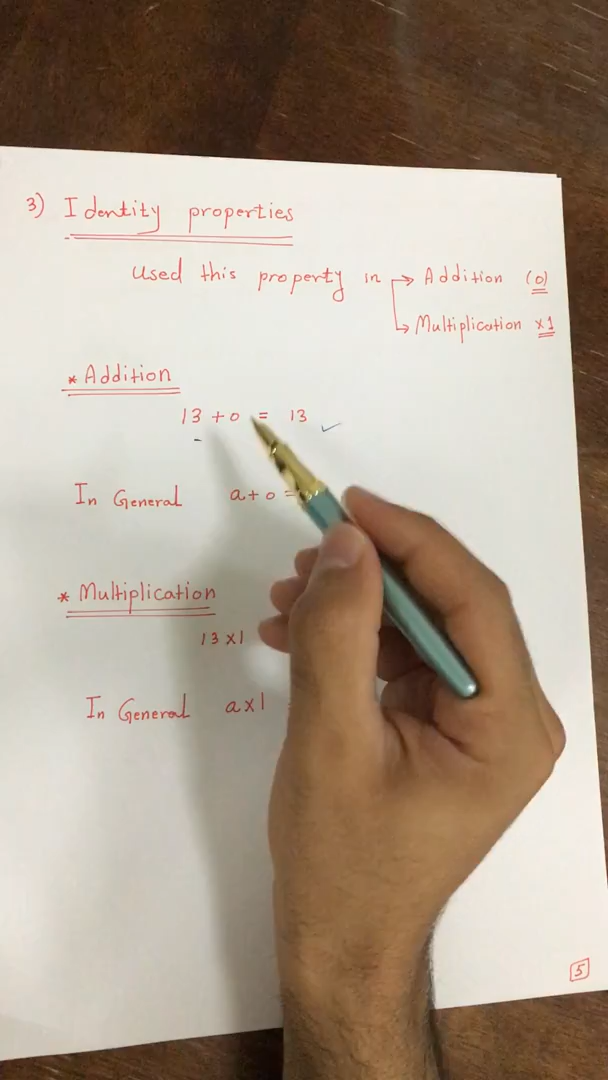 3) Identity properties
used this property in → Addition (0)
↳ Multiplication ×1
* Addition
13 + 0 = 13 ✓
In General a + 0 =
* Multiplication
13 × 1
In General a × 1
5